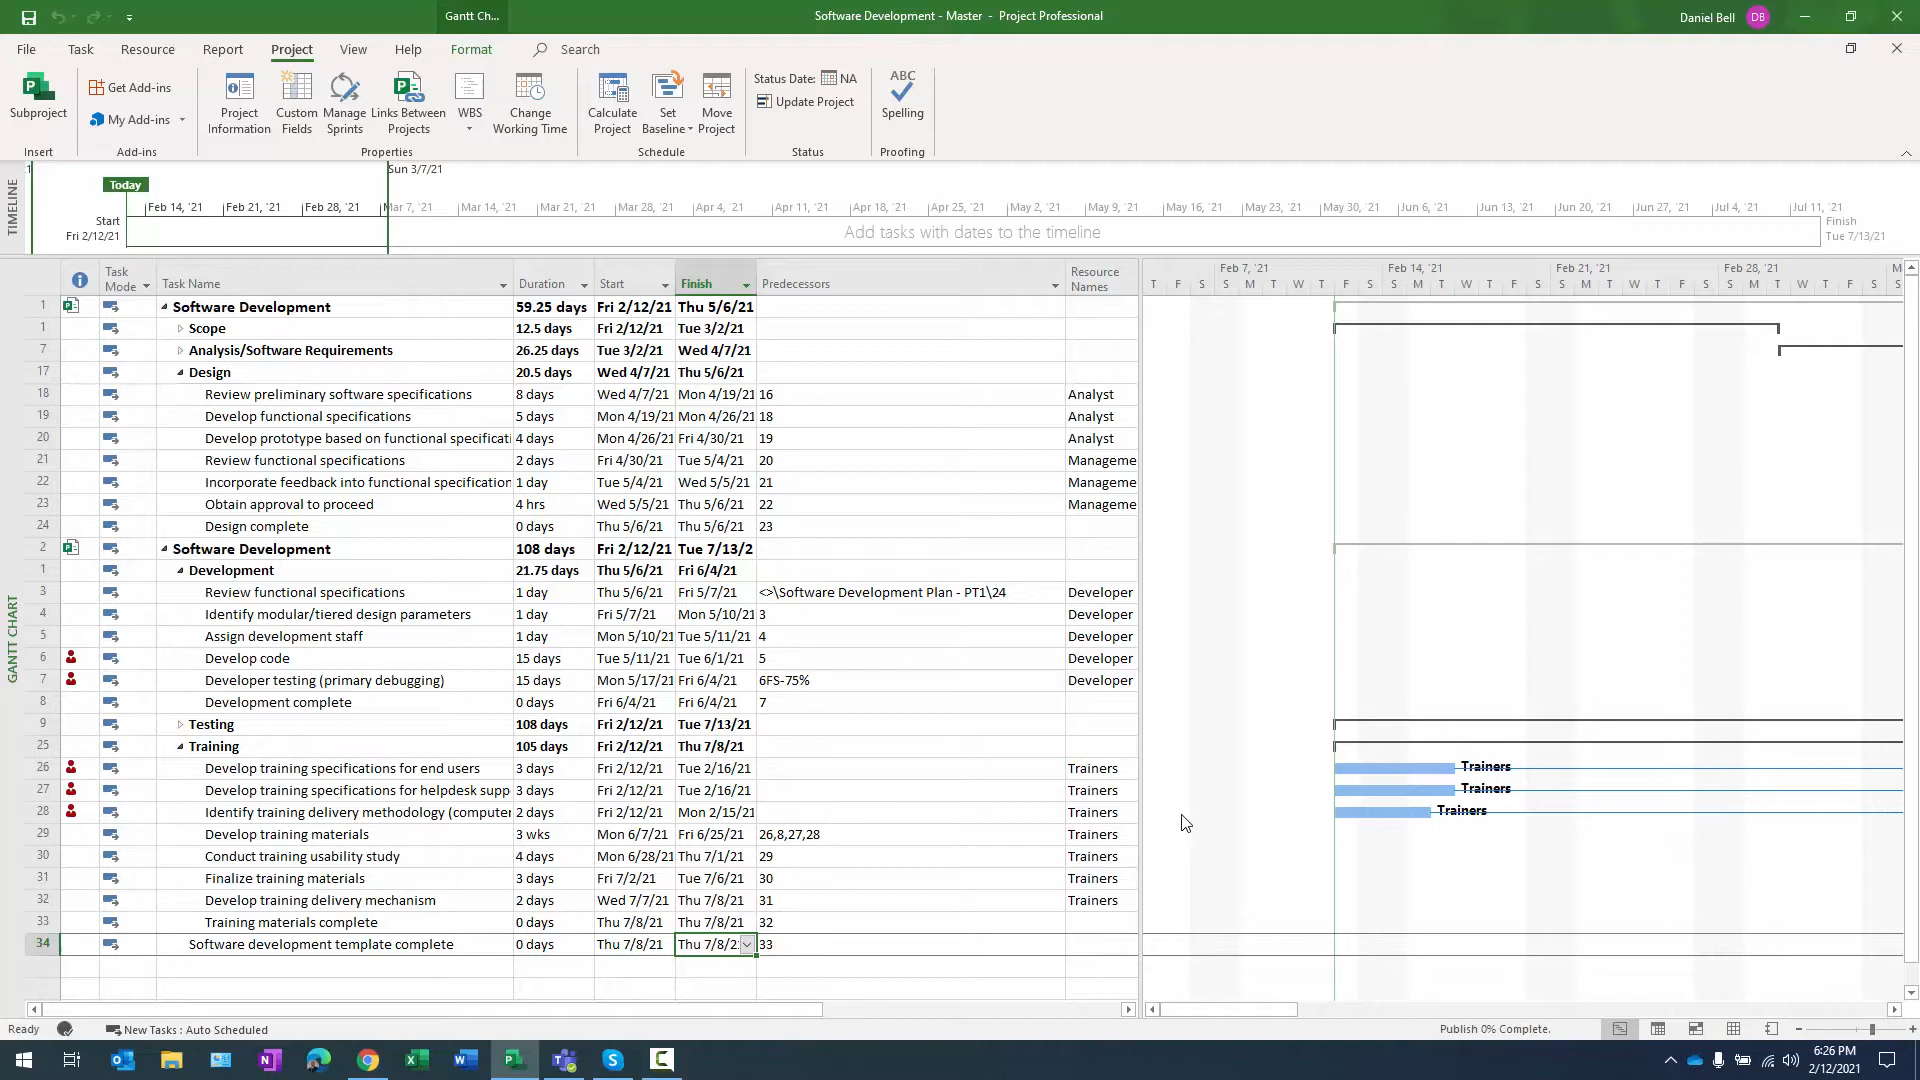 Gantt Ch...
Software Development - Master - Project Professional
Daniel Bell DB
File Task Resource Report Project View Help Format Search
Subproject
Get Add-ins
My Add-ins
Project Information
Custom Fields
Manage Sprints
Links Between Projects
WBS
Change Working Time
Calculate Project
Set Baseline
Move Project
Status Date: NA
Update Project
ABC
Spelling
Insert Add-ins Properties Schedule Status Proofing
TIMELINE
Sun 3/7/21
Today
Start
Fri 2/12/21
Feb 14, '21 Feb 21, '21 Feb 28, '21 Mar 7, '21 Mar 14, '21 Mar 21, '21 Mar 28, '21 Apr 4, '21 Apr 11, '21 Apr 18, '21 Apr 25, '21 May 2, '21 May 9, '21 May 16, '21 May 23, '21 May 30, '21 Jun 6, '21 Jun 13, '21 Jun 20, '21 Jun 27, '21 Jul 4, '21 Jul 11, '21
Finish
Tue 7/13/21
Add tasks with dates to the timeline
GANTT CHART
Task Mode Task Name Duration Start Finish Predecessors Resource Names
Feb 7, '21 Feb 14, '21 Feb 21, '21 Feb 28, '21 M
T F S S M T W T F S S M T W T F S S M T W T F S S M T W T F S S
1 Software Development 59.25 days Fri 2/12/21 Thu 5/6/21
1 Scope 12.5 days Fri 2/12/21 Tue 3/2/21
7 Analysis/Software Requirements 26.25 days Tue 3/2/21 Wed 4/7/21
17 Design 20.5 days Wed 4/7/21 Thu 5/6/21
18 Review preliminary software specifications 8 days Wed 4/7/21 Mon 4/19/21 16 Analyst
19 Develop functional specifications 5 days Mon 4/19/21 Mon 4/26/21 18 Analyst
20 Develop prototype based on functional specificati 4 days Mon 4/26/21 Fri 4/30/21 19 Analyst
21 Review functional specifications 2 days Fri 4/30/21 Tue 5/4/21 20 Manageme
22 Incorporate feedback into functional specification 1 day Tue 5/4/21 Wed 5/5/21 21 Manageme
23 Obtain approval to proceed 4 hrs Wed 5/5/21 Thu 5/6/21 22 Manageme
24 Design complete 0 days Thu 5/6/21 Thu 5/6/21 23
2 Software Development 108 days Fri 2/12/21 Tue 7/13/2
1 Development 21.75 days Thu 5/6/21 Fri 6/4/21
3 Review functional specifications 1 day Thu 5/6/21 Fri 5/7/21 <>\Software Development Plan - PT1\24 Developer
4 Identify modular/tiered design parameters 1 day Fri 5/7/21 Mon 5/10/21 3 Developer
5 Assign development staff 1 day Mon 5/10/21 Tue 5/11/21 4 Developer
6 Develop code 15 days Tue 5/11/21 Tue 6/1/21 5 Developer
7 Developer testing (primary debugging) 15 days Mon 5/17/21 Fri 6/4/21 6FS-75% Developer
8 Development complete 0 days Fri 6/4/21 Fri 6/4/21 7
9 Testing 108 days Fri 2/12/21 Tue 7/13/21
25 Training 105 days Fri 2/12/21 Thu 7/8/21
26 Develop training specifications for end users 3 days Fri 2/12/21 Tue 2/16/21 Trainers Trainers
27 Develop training specifications for helpdesk supp 3 days Fri 2/12/21 Tue 2/16/21 Trainers Trainers
28 Identify training delivery methodology (computer 2 days Fri 2/12/21 Mon 2/15/21 Trainers Trainers
29 Develop training materials 3 wks Mon 6/7/21 Fri 6/25/21 26,8,27,28 Trainers
30 Conduct training usability study 4 days Mon 6/28/21 Thu 7/1/21 29 Trainers
31 Finalize training materials 3 days Fri 7/2/21 Tue 7/6/21 30 Trainers
32 Develop training delivery mechanism 2 days Wed 7/7/21 Thu 7/8/21 31 Trainers
33 Training materials complete 0 days Thu 7/8/21 Thu 7/8/21 32
34 Software development template complete 0 days Thu 7/8/21 Thu 7/8/2 33
Ready New Tasks : Auto Scheduled Publish 0% Complete.
6:26 PM
2/12/2021